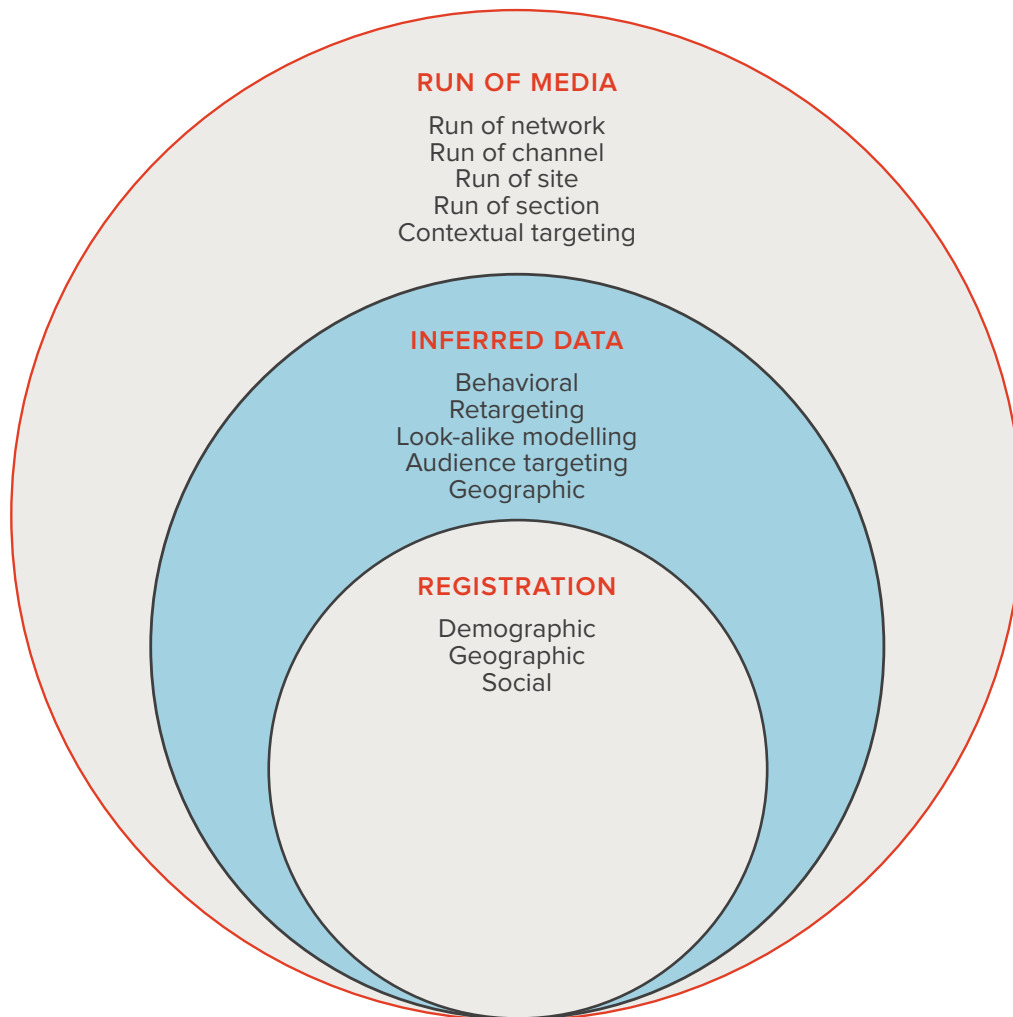 RUN OF MEDIA
Run of network
Run of channel
Run of site
Run of section
Contextual targeting
INFERRED DATA
Behavioral
Retargeting
Look-alike modelling
Audience targeting
Geographic
REGISTRATION
Demographic
Geographic
Social